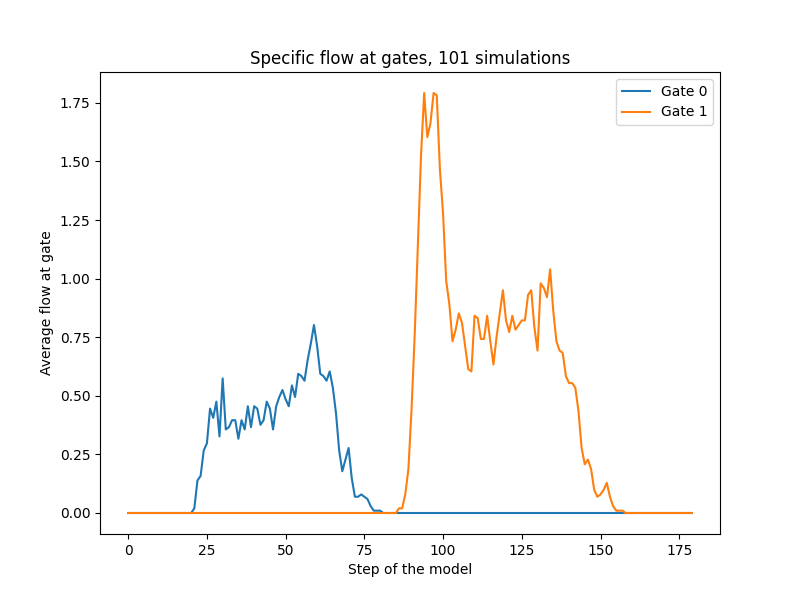 Specific flow at gates, 101 simulations
Gate 0
Gate 1
Average flow at gate
1.75
1.50
1.25
1.00
0.75
0.50
0.25
0.00
0 25 50 75 100 125 150 175
Step of the model